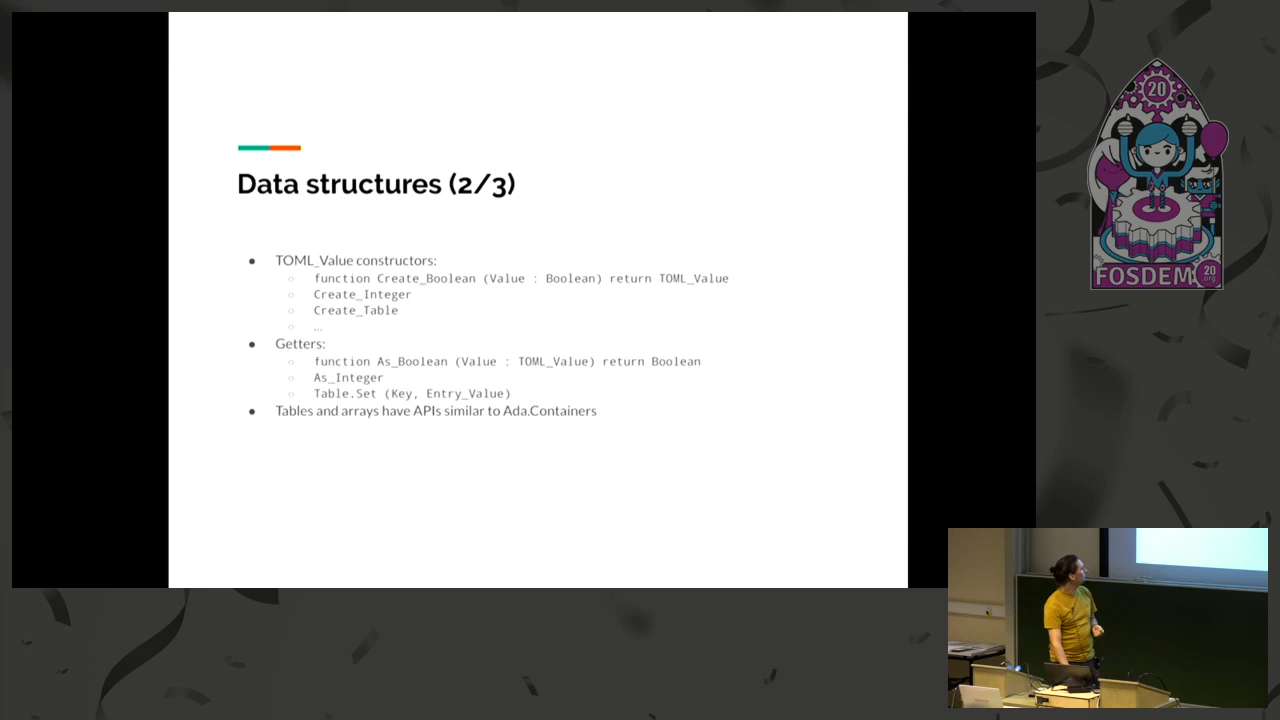 Data structures (2/3)
● TOML_Value constructors:
○ function Create_Boolean (Value : Boolean) return TOML_Value
○ Create_Integer
○ Create_Table
○ …
● Getters:
○ function As_Boolean (Value : TOML_Value) return Boolean
○ As_Integer
○ Table.Set (Key, Entry_Value)
● Tables and arrays have APIs similar to Ada.Containers
20
FOSDEM 20
.org